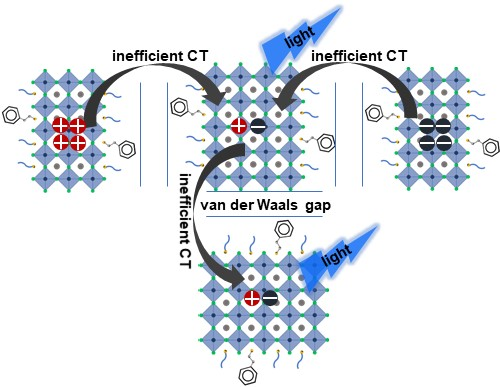 light
inefficient CT
inefficient CT
inefficient CT
van der Waals gap
light